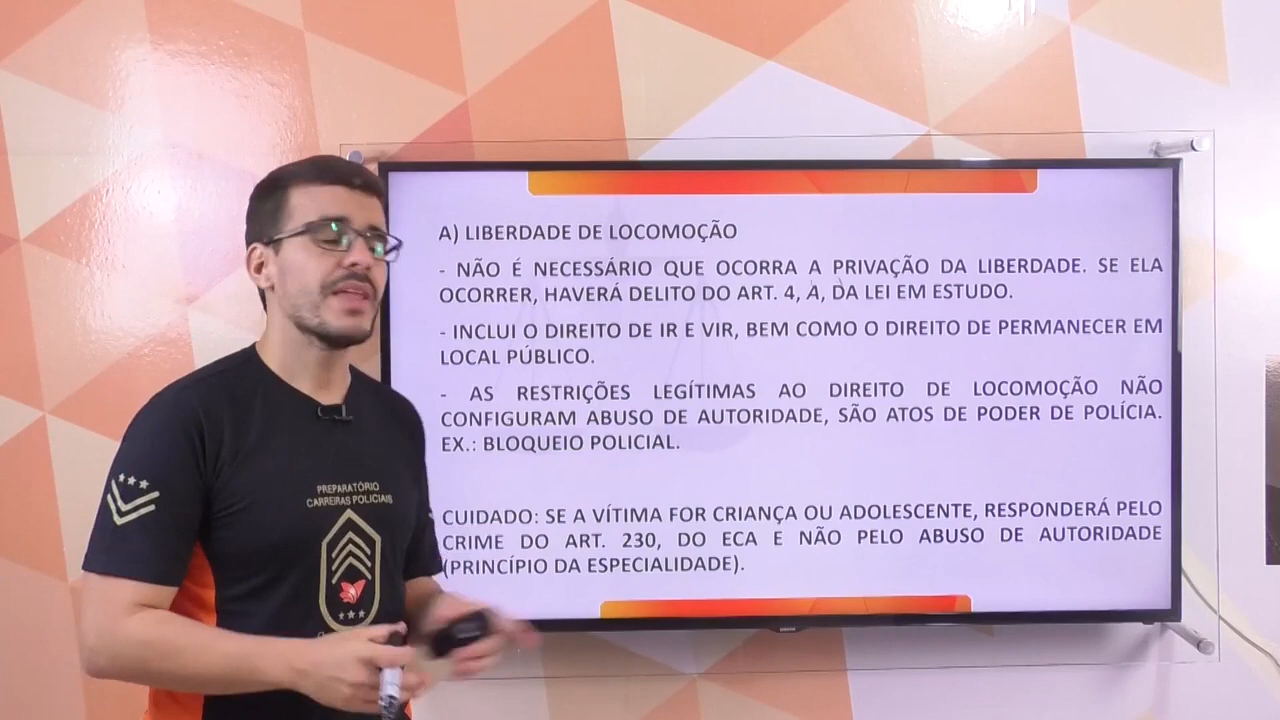 A) LIBERDADE DE LOCOMOÇÃO
- NÃO É NECESSÁRIO QUE OCORRA A PRIVAÇÃO DA LIBERDADE. SE ELA
OCORRER, HAVERÁ DELITO DO ART. 4, A, DA LEI EM ESTUDO.
- INCLUI O DIREITO DE IR E VIR, BEM COMO O DIREITO DE PERMANECER EM
LOCAL PÚBLICO.
- AS RESTRIÇÕES LEGÍTIMAS AO DIREITO DE LOCOMOÇÃO NÃO
CONFIGURAM ABUSO DE AUTORIDADE, SÃO ATOS DE PODER DE POLÍCIA.
EX.: BLOQUEIO POLICIAL.
CUIDADO: SE A VÍTIMA FOR CRIANÇA OU ADOLESCENTE, RESPONDERÁ PELO
CRIME DO ART. 230, DO ECA E NÃO PELO ABUSO DE AUTORIDADE
(PRINCÍPIO DA ESPECIALIDADE).
PREPARATÓRIO
CARREIRAS POLICIAIS